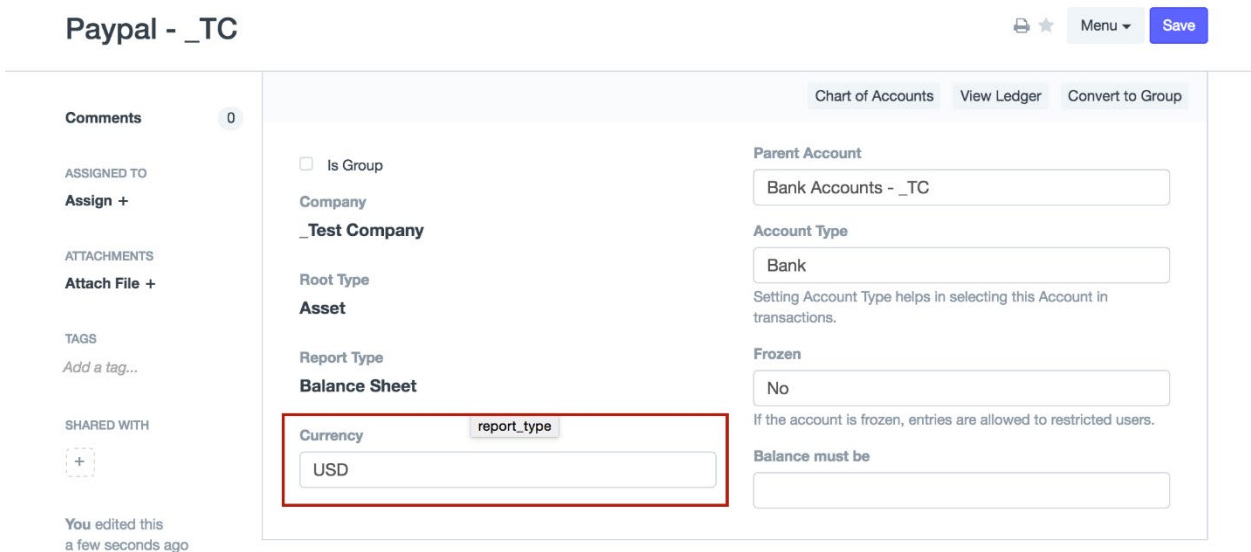 Paypal - _TC
Menu
Save
Chart of Accounts
View Ledger
Convert to Group
Comments
0
ASSIGNED TO
Assign +
ATTACHMENTS
Attach File +
TAGS
Add a tag...
SHARED WITH
+
You edited this
a few seconds ago
Is Group
Company
_Test Company
Root Type
Asset
Report Type
Balance Sheet
report_type
Currency
USD
Parent Account
Bank Accounts - _TC
Account Type
Bank
Setting Account Type helps in selecting this Account in
transactions.
Frozen
No
If the account is frozen, entries are allowed to restricted users.
Balance must be